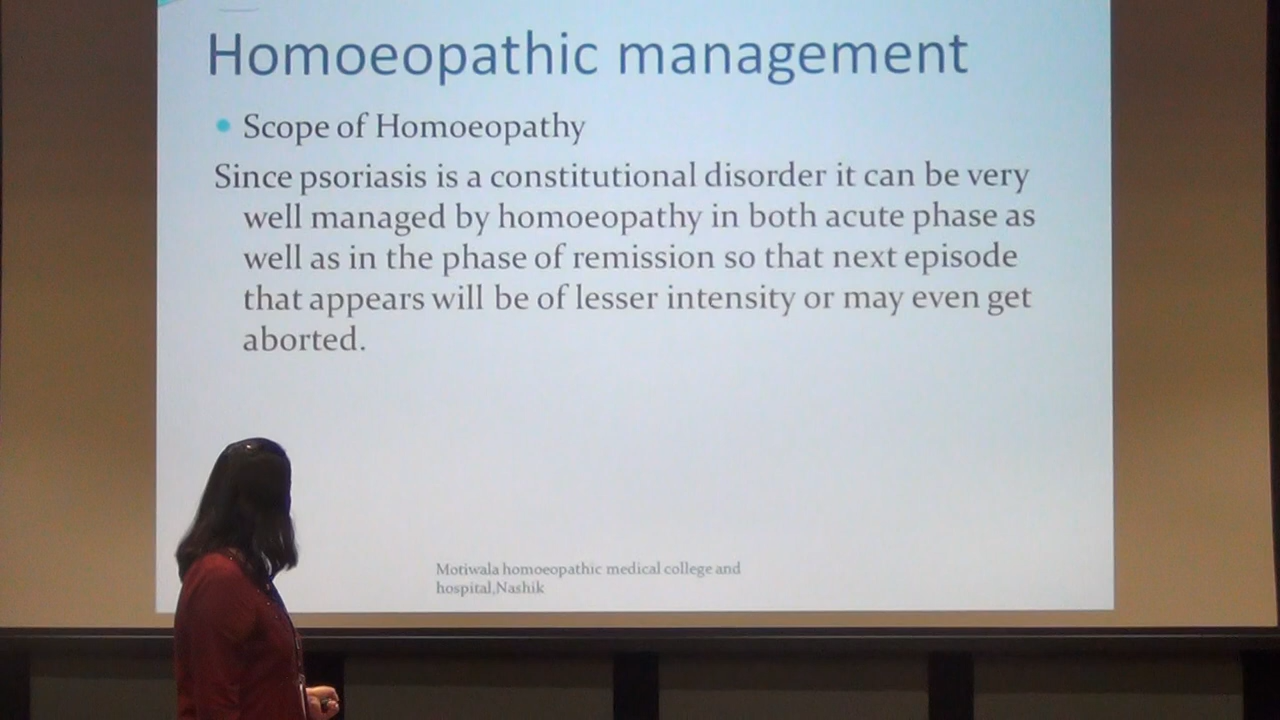 Homoeopathic management
Scope of Homoeopathy
Since psoriasis is a constitutional disorder it can be very
well managed by homoeopathy in both acute phase as
well as in the phase of remission so that next episode
that appears will be of lesser intensity or may even get
aborted.
Motiwala homoeopathic medical college and
hospital,Nashik